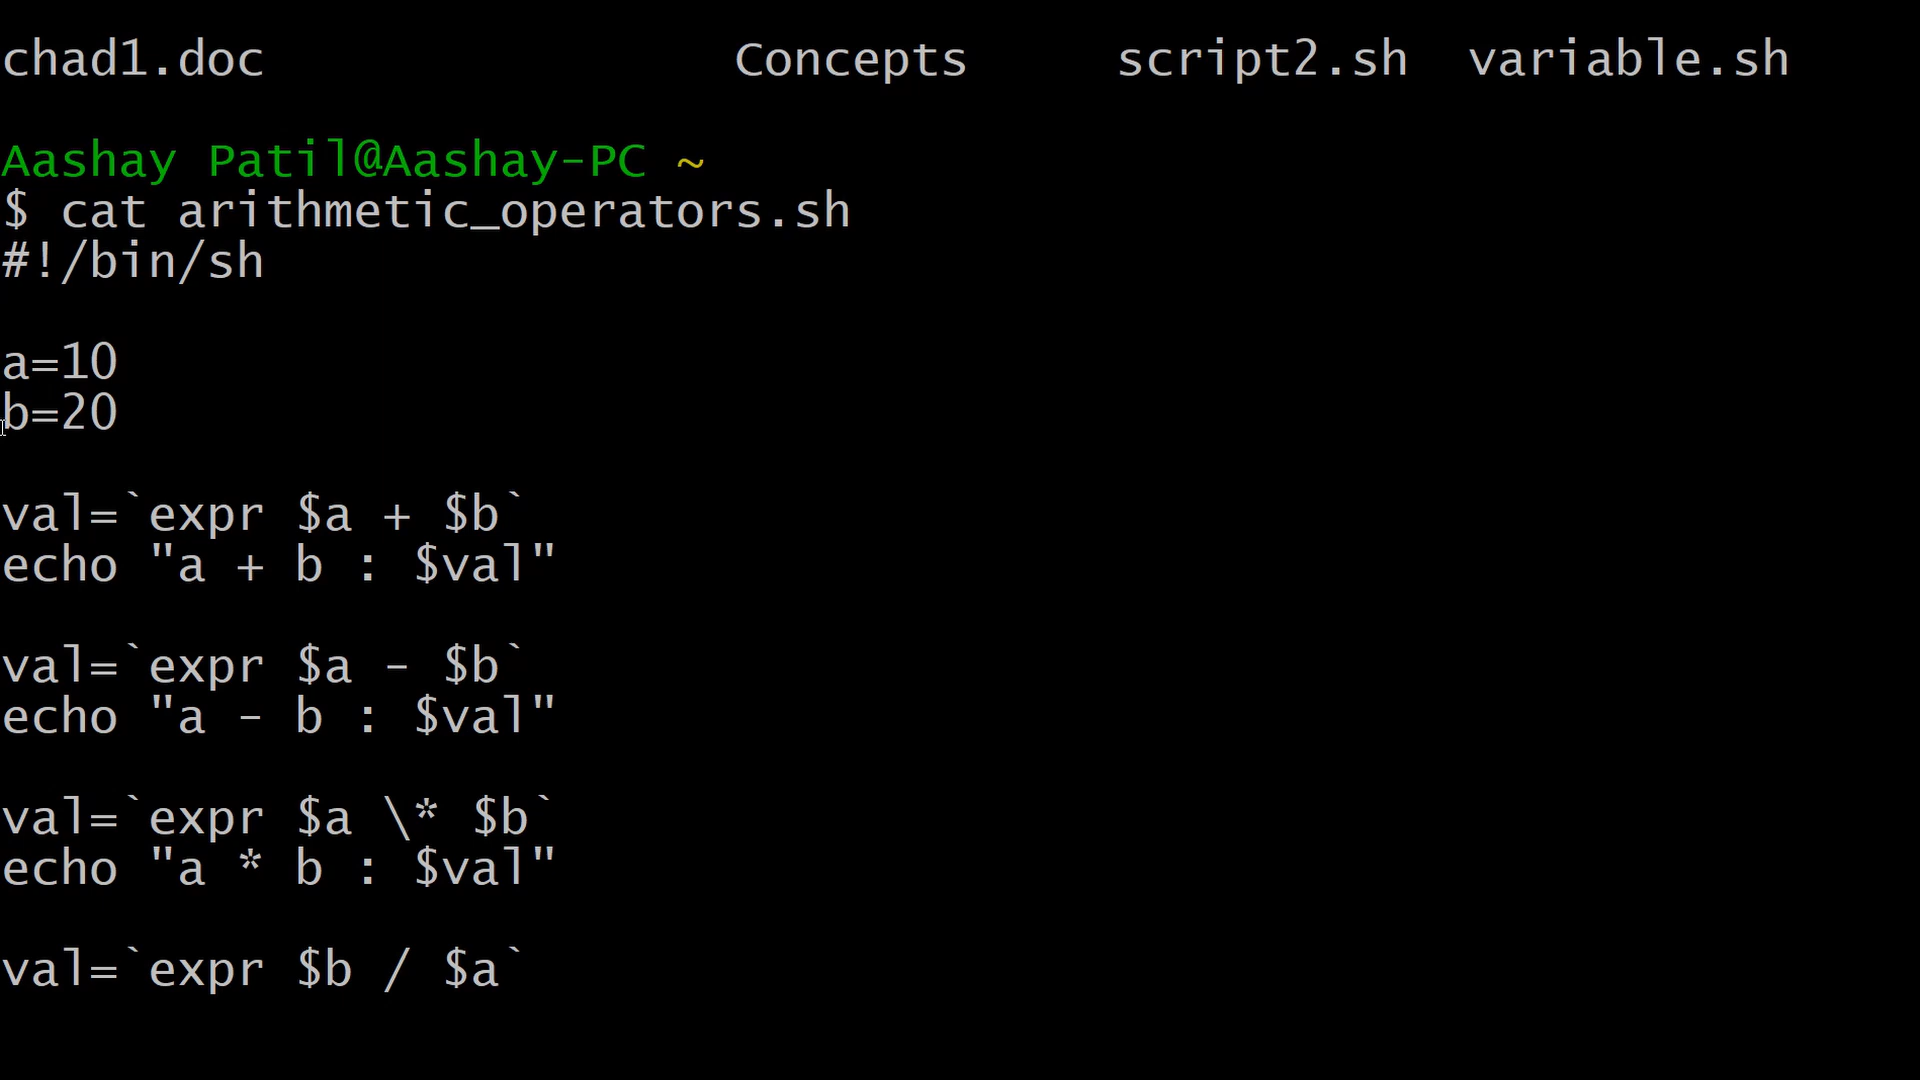 chad1.doc Concepts script2.sh variable.sh
Aashay Patil@Aashay-PC ~
$ cat arithmetic_operators.sh
#!/bin/sh
a=10
b=20
val=`expr $a + $b`
echo "a + b : $val"
val=`expr $a - $b`
echo "a - b : $val"
val=`expr $a \* $b`
echo "a * b : $val"
val=`expr $b / $a`